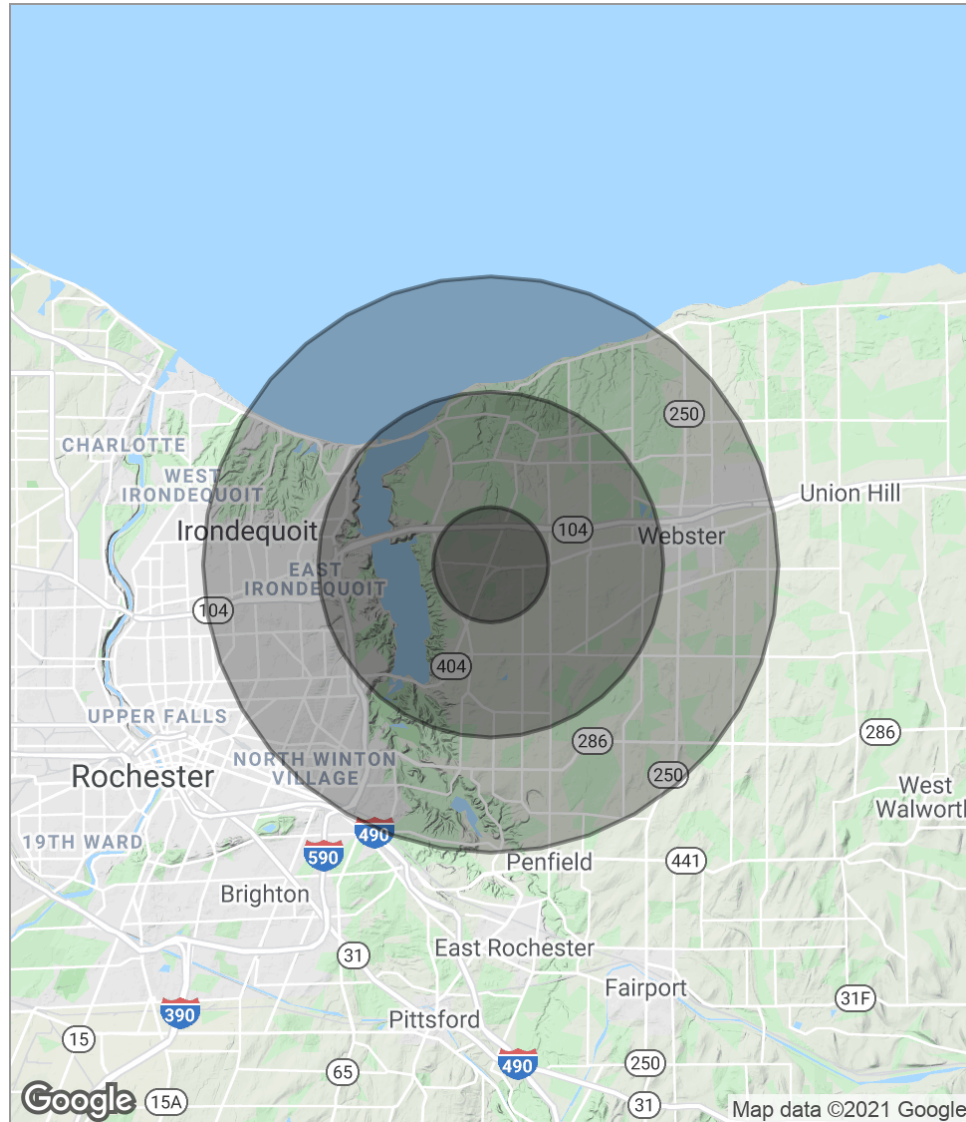 250
CHARLOTTE
WEST
IRONDEQUOIT
Union Hill
Irondequoit
104
Webster
EAST
IRONDEQUOIT
104
404
UPPER FALLS
286
286
NORTH WINTON
VILLAGE
Rochester
250
West
Walworth
490
19TH WARD
590
Penfield
441
Brighton
31
East Rochester
Fairport
31F
390
Pittsford
15
490
250
65
Google
15A
31
Map data ©2021 Google